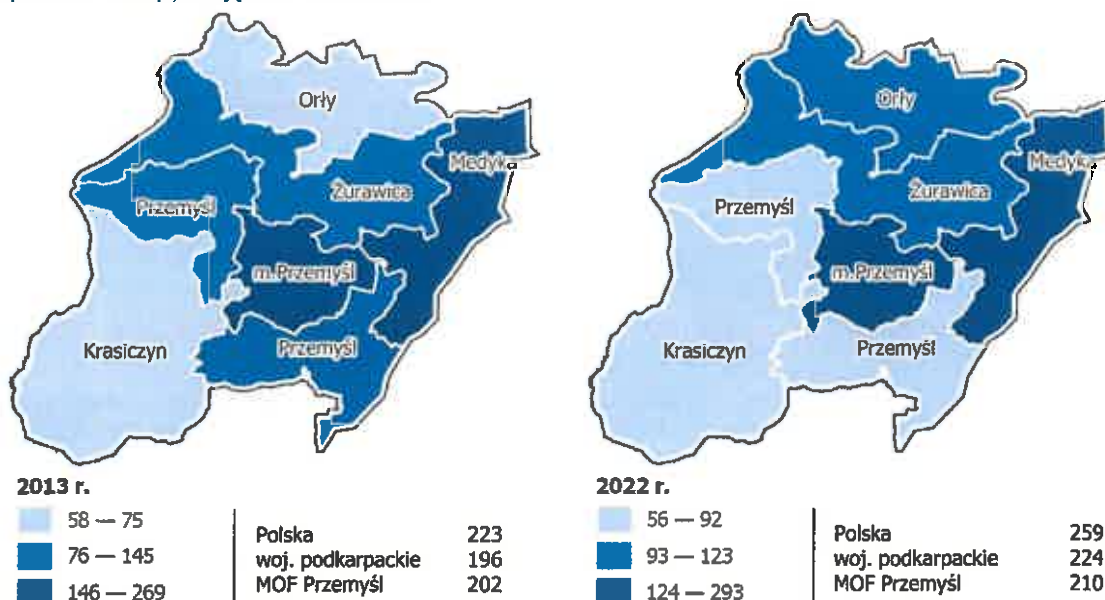 Orły
Medyka
Żurawica
Przemyśl
m.Przemyśl
Krasiczyn
Przemyśl
2013 r.
58 — 75
76 — 145
146 — 269
Polska 223
woj. podkarpackie 196
MOF Przemyśl 202
Orły
Medyka
Żurawica
Przemyśl
m.Przemyśl
Krasiczyn
Przemyśl
2022 r.
56 — 92
93 — 123
124 — 293
Polska 259
woj. podkarpackie 224
MOF Przemyśl 210